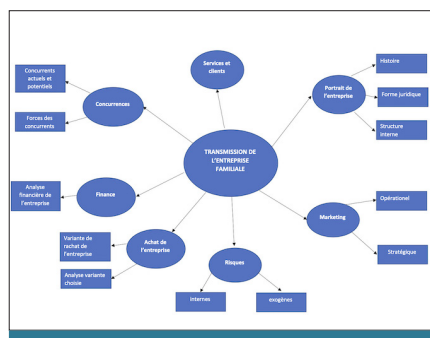 Services et
clients
Concurrents
actuels et
potentiels
Concurrences
Forces des
concurrents
Histoire
Portrait de
l'entreprise
Forme juridique
Structure
interne
TRANSMISSION DE
L'ENTREPRISE
FAMILIALE
Analyse
financière de
l'entreprise
Finance
Opérationel
Marketing
Stratégique
Variante de
rachat de
l'entreprise
Achat de
l'entreprise
Analyse variante
choisie
Risques
internes
exogènes